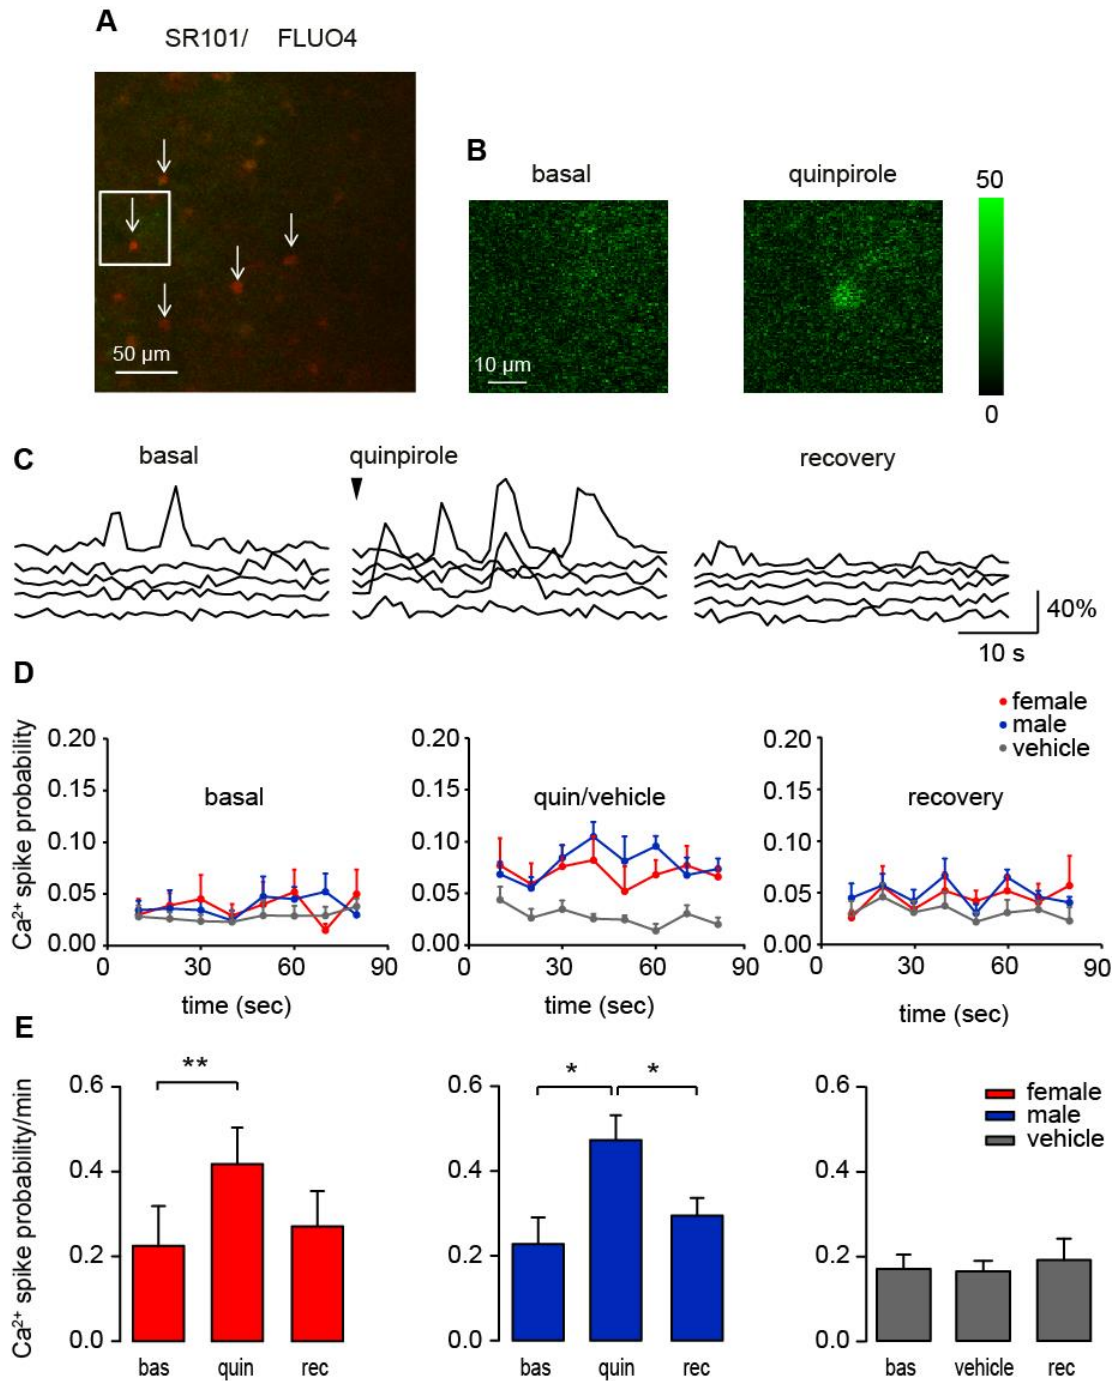 A
SR101/ FLUO4
50 µm
B
basal
quinpirole
50
10 µm
0
C
basal
quinpirole
recovery
40%
10 s
D
female
male
vehicle
Ca²⁺ spike probability
0.20
0.15
0.10
0.05
0.00
basal
0 30 60 90
time (sec)
0.20
0.15
0.10
0.05
0.00
quin/vehicle
0 30 60 90
time (sec)
0.20
0.15
0.10
0.05
0.00
recovery
0 30 60 90
time (sec)
E
Ca²⁺ spike probability/min
**
0.6
0.4
0.2
0.0
bas quin rec
* *
0.6
0.4
0.2
0.0
bas quin rec
female
male
vehicle
0.6
0.4
0.2
0.0
bas vehicle rec